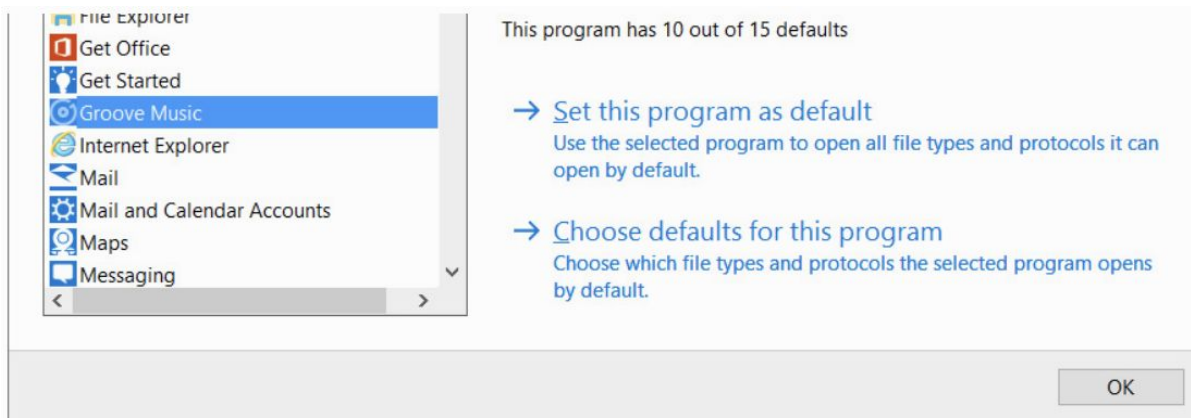 File Explorer
Get Office
Get Started
Groove Music
Internet Explorer
Mail
Mail and Calendar Accounts
Maps
Messaging
This program has 10 out of 15 defaults
Set this program as default
Use the selected program to open all file types and protocols it can
open by default.
Choose defaults for this program
Choose which file types and protocols the selected program opens
by default.
OK